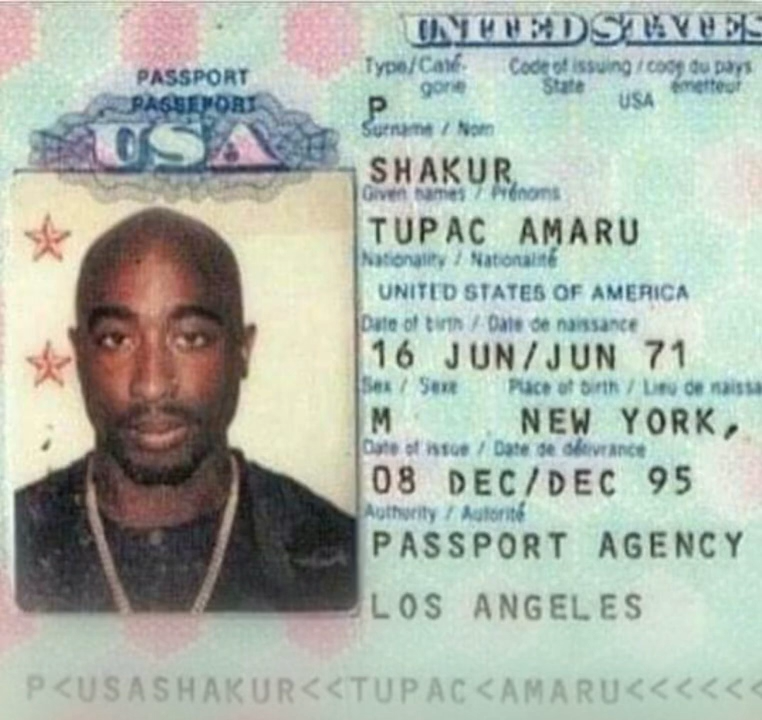 UNITED STATES
PASSPORT
PASSEPORT
USA
Type/Caté-
gorie
Code of issuing / code du pays
State
émetteur
P
USA
Surname / Nom
SHAKUR
Given names / Prénoms
TUPAC AMARU
Nationality / Nationalité
UNITED STATES OF AMERICA
Date of birth / Date de naissance
16 JUN/JUN 71
Sex / Sexe
Place of birth / Lieu de naissa
M
NEW YORK,
Date of issue / Date de délivrance
08 DEC/DEC 95
Authority / Autorité
PASSPORT AGENCY
LOS ANGELES
P<USASHAKUR<<TUPAC<AMARU<<<<<<